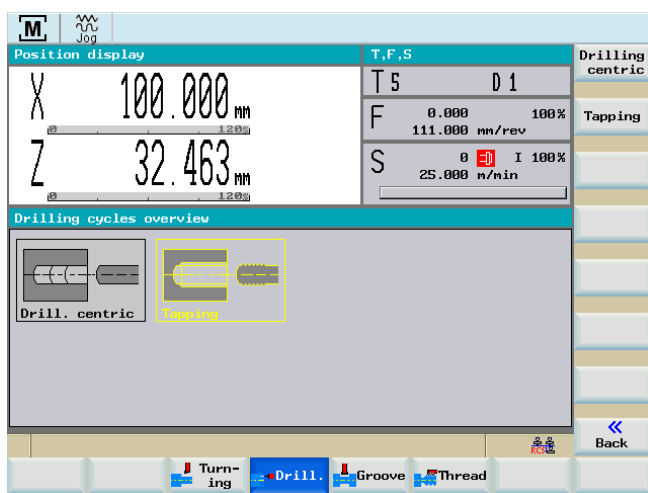 M
Jog
Position display
X 100.000 mm
0 120%
Z 32.463 mm
0 120%
T,F,S
T 5 D 1
F 0.000 100%
111.000 mm/rev
S 0 I 100%
25.000 m/min
Drilling cycles overview
Drill. centric
Tapping
Drilling
centric
Tapping
Back
RCS
Turn-
ing
Drill.
Groove
Thread